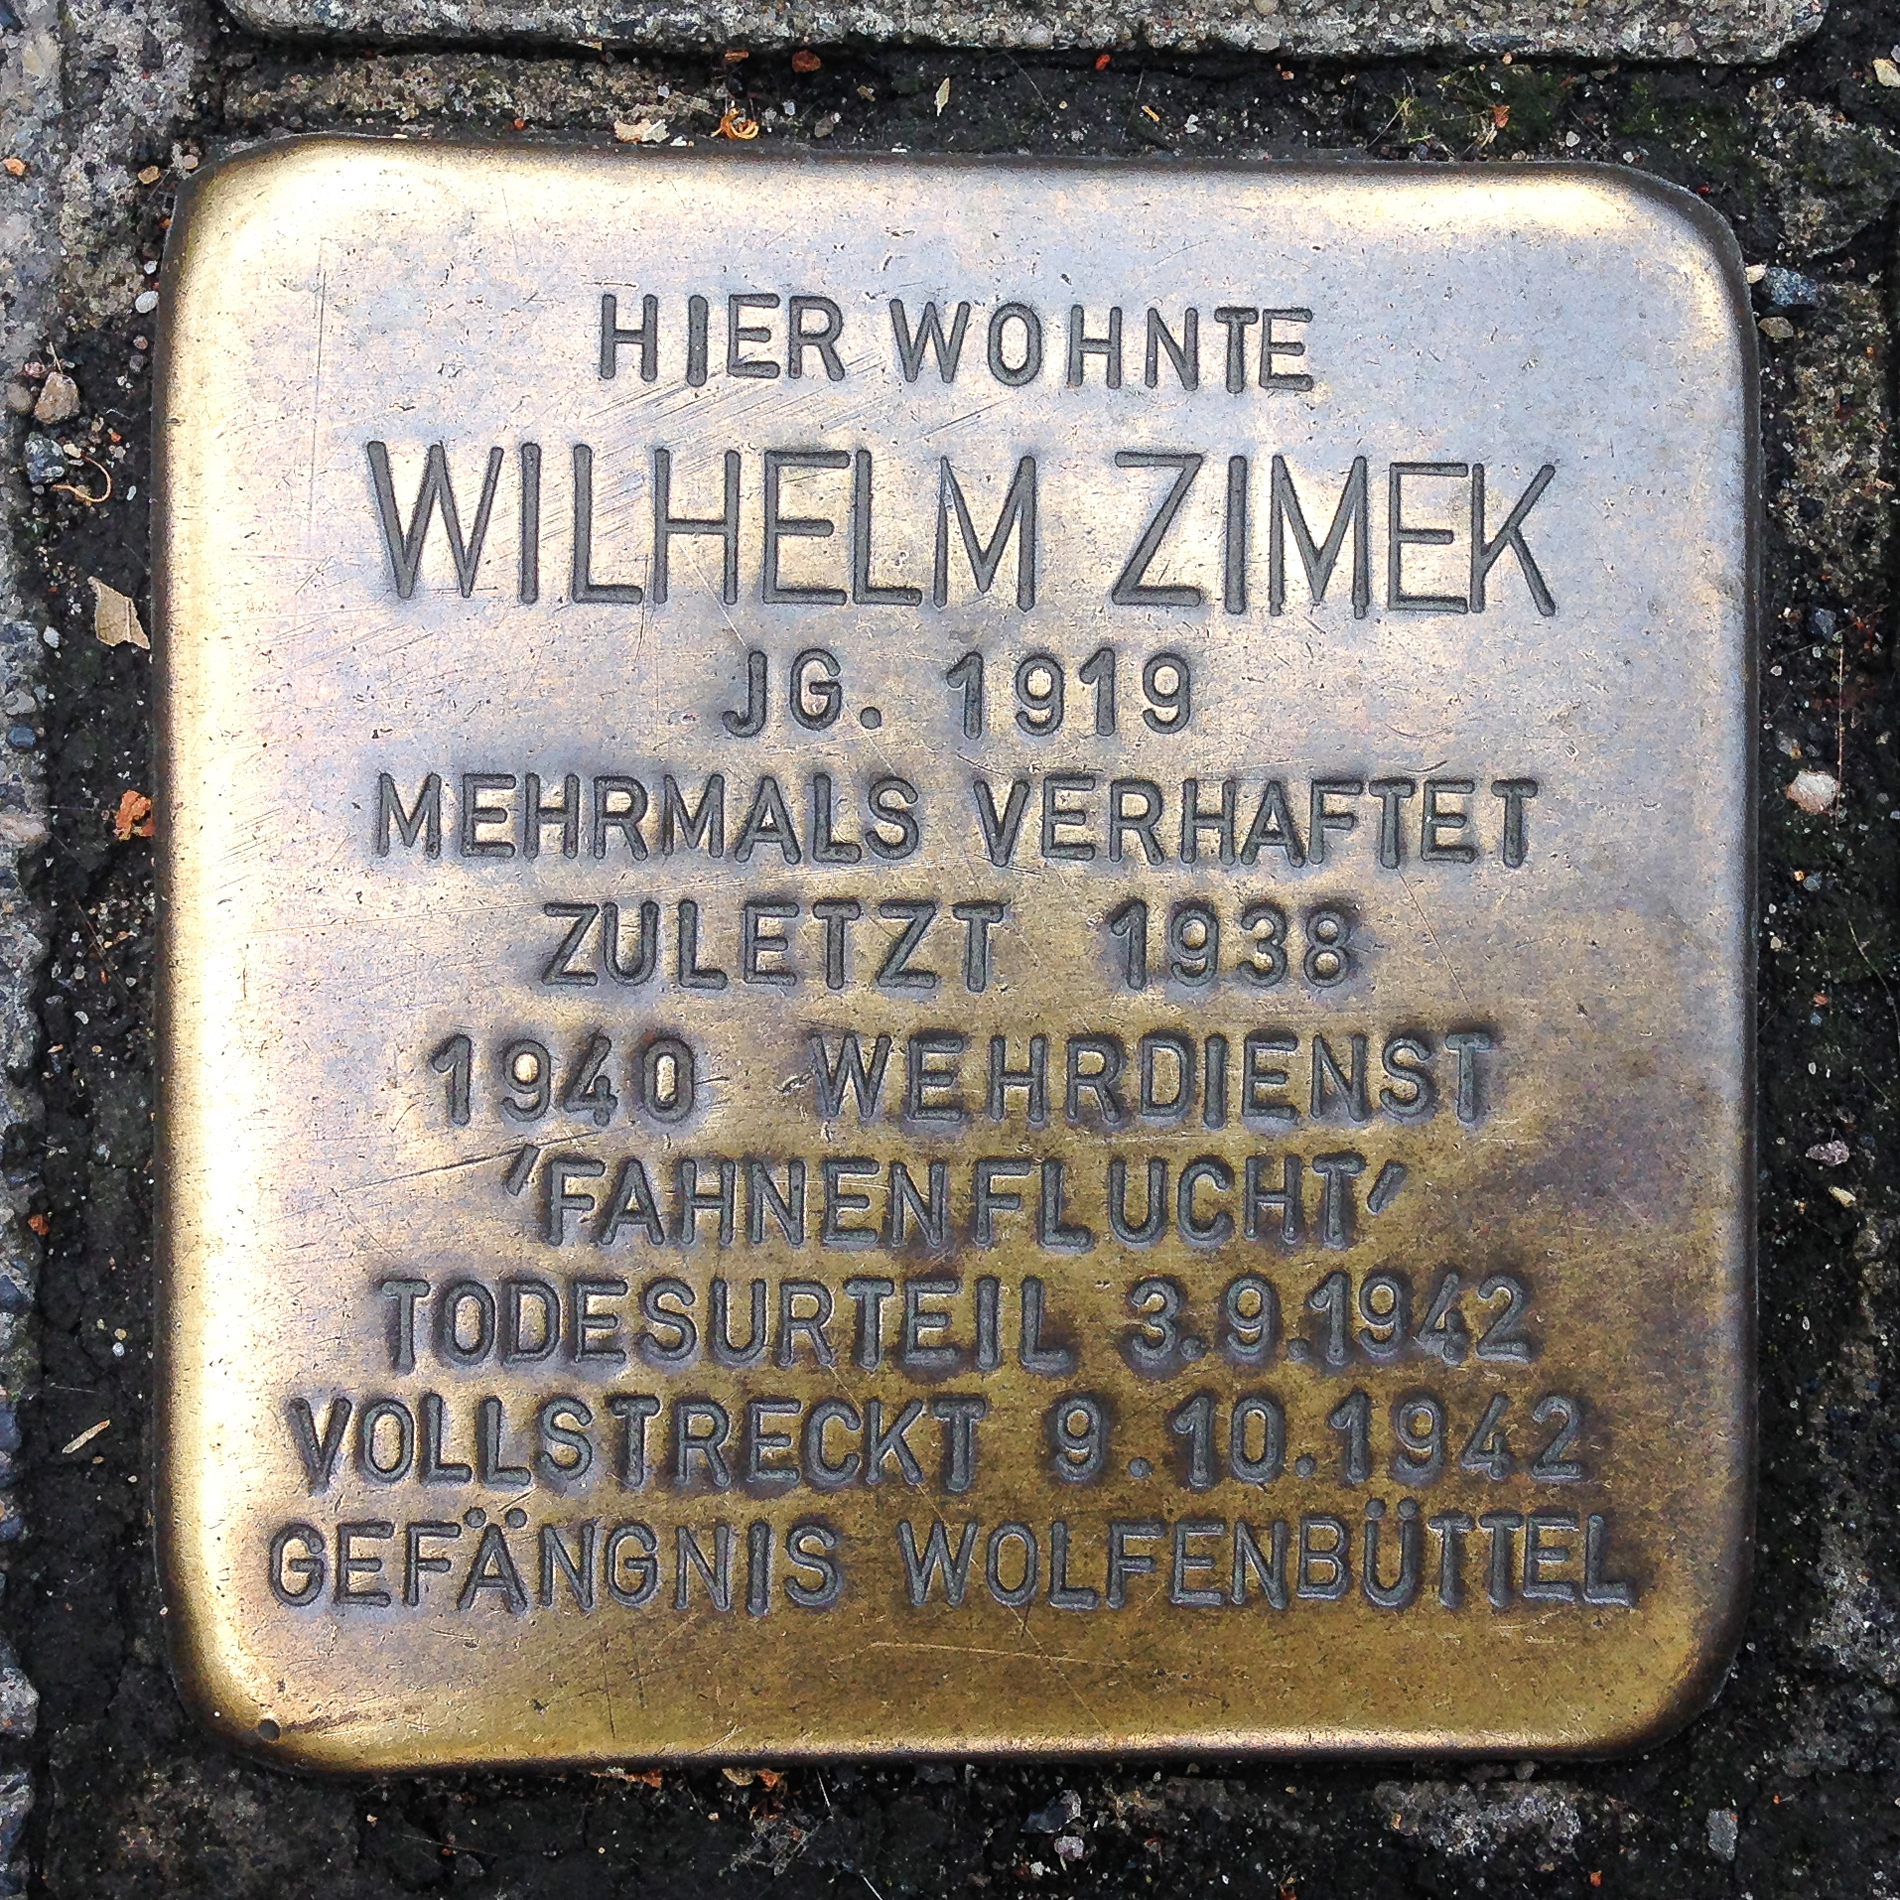 HIER WOHNTE
WILHELM ZIMEK
JG. 1919
MEHRMALS VERHAFTET
ZULETZT 1938
1940 WEHRDIENST
'FAHNENFLUCHT'
TODESURTEIL 3.9.1942
VOLLSTRECKT 9.10.1942
GEFÄNGNIS WOLFENBÜTTEL